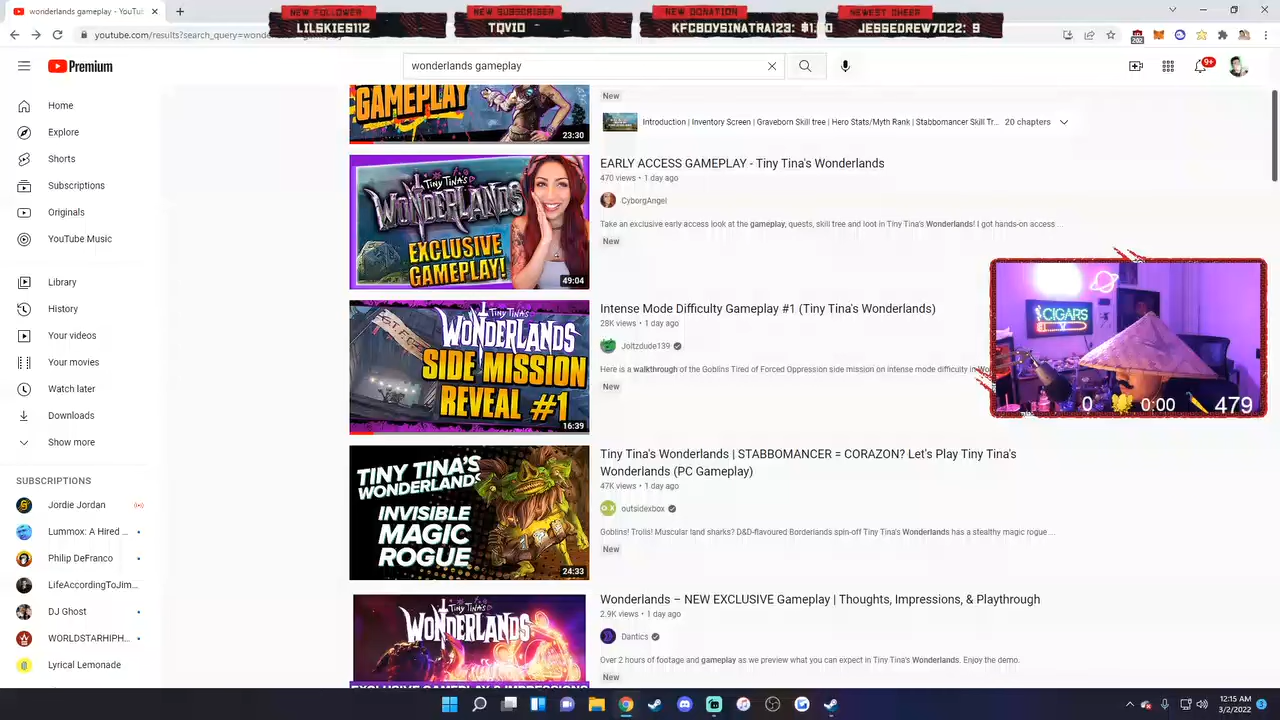 wonderlands gameplay - YouTu
NEW FOLLOWER
LILSKIES112
NEW SUBSCRIBER
TQVID
NEW DONATION
KFCBOYSINATRA123: $1.00
NEWEST CHEER
JESSEDREW7022: 9
youtube.com/results?search_query=wonde
202
Premium
wonderlands gameplay
9+
Home
Explore
Shorts
Subscriptions
Originals
YouTube Music
Library
History
Your videos
Your movies
Watch later
Downloads
Show more
SUBSCRIPTIONS
Jordie Jordan
Lummox: A Hired ...
Philip DeFranco
LifeAccordingToJim...
DJ Ghost
WORLDSTARHIPH...
Lyrical Lemonade
GAMEPLAY
23:30
New
Introduction | Inventory Screen | Graveborn Skill tree | Hero Stats/Myth Rank | Stabbomancer Skill Tr...
20 chapters
TINY TINA'S
WONDERLANDS
EXCLUSIVE
GAMEPLAY!
49:04
EARLY ACCESS GAMEPLAY - Tiny Tina's Wonderlands
470 views • 1 day ago
CyborgAngel
Take an exclusive early access look at the gameplay, quests, skill tree and loot in Tiny Tina's Wonderlands! I got hands-on access ...
New
TINY TINA'S
WONDERLANDS
SIDE MISSION
REVEAL #1
16:39
Intense Mode Difficulty Gameplay #1 (Tiny Tina's Wonderlands)
28K views • 1 day ago
Joltzdude139
Here is a walkthrough of the Goblins Tired of Forced Oppression side mission on intense mode difficulty in Wo
New
CIGARS
0
0:00
479
TINY TINA'S
WONDERLANDS
INVISIBLE
MAGIC
ROGUE
24:33
Tiny Tina's Wonderlands | STABBOMANCER = CORAZON? Let's Play Tiny Tina's
Wonderlands (PC Gameplay)
47K views • 1 day ago
outsidexbox
Goblins! Trolls! Muscular land sharks? D&D-flavoured Borderlands spin-off Tiny Tina's Wonderlands has a stealthy magic rogue ...
New
TINY TINA'S
WONDERLANDS
EXCLUSIVE GAMEPLAY & IMPRESSIONS
Wonderlands – NEW EXCLUSIVE Gameplay | Thoughts, Impressions, & Playthrough
2.9K views • 1 day ago
Dantics
Over 2 hours of footage and gameplay as we preview what you can expect in Tiny Tina's Wonderlands. Enjoy the demo.
New
12:15 AM
3/2/2022
3